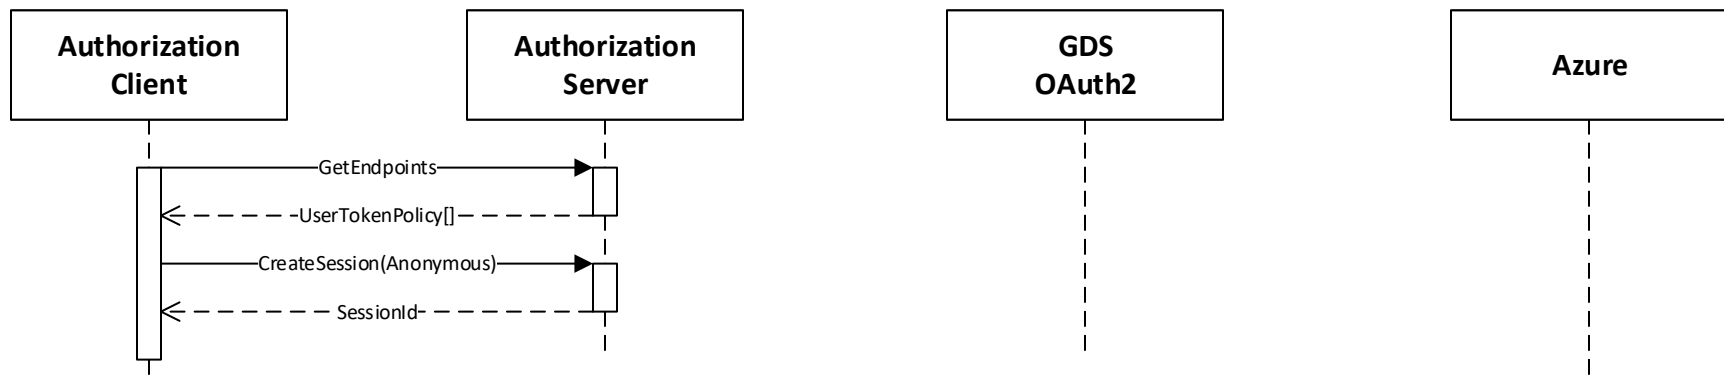 Authorization
Client
Authorization
Server
GDS
OAuth2
Azure
GetEndpoints
UserTokenPolicy[]
CreateSession(Anonymous)
SessionId